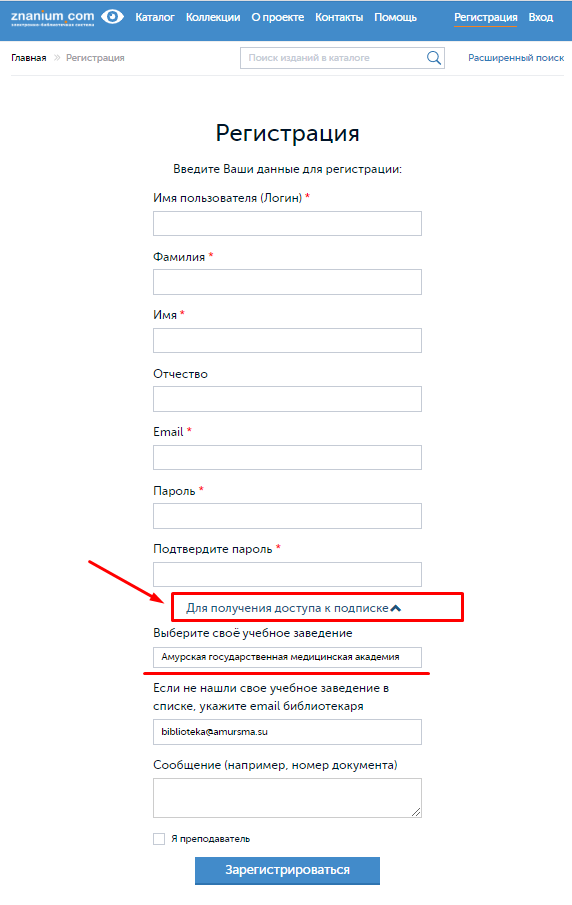 znanium.com
электронно-библиотечная система
Каталог Коллекции О проекте Контакты Помощь Регистрация Вход
Главная » Регистрация
Поиск изданий в каталоге
Расширенный поиск
Регистрация
Введите Ваши данные для регистрации:
Имя пользователя (Логин) *
Фамилия *
Имя *
Отчество
Email *
Пароль *
Подтвердите пароль *
Для получения доступа к подписке
Выберите своё учебное заведение
Амурская государственная медицинская академия
Если не нашли свое учебное заведение в
списке, укажите email библиотекаря
biblioteka@amursma.su
Сообщение (например, номер документа)
Я преподаватель
Зарегистрироваться